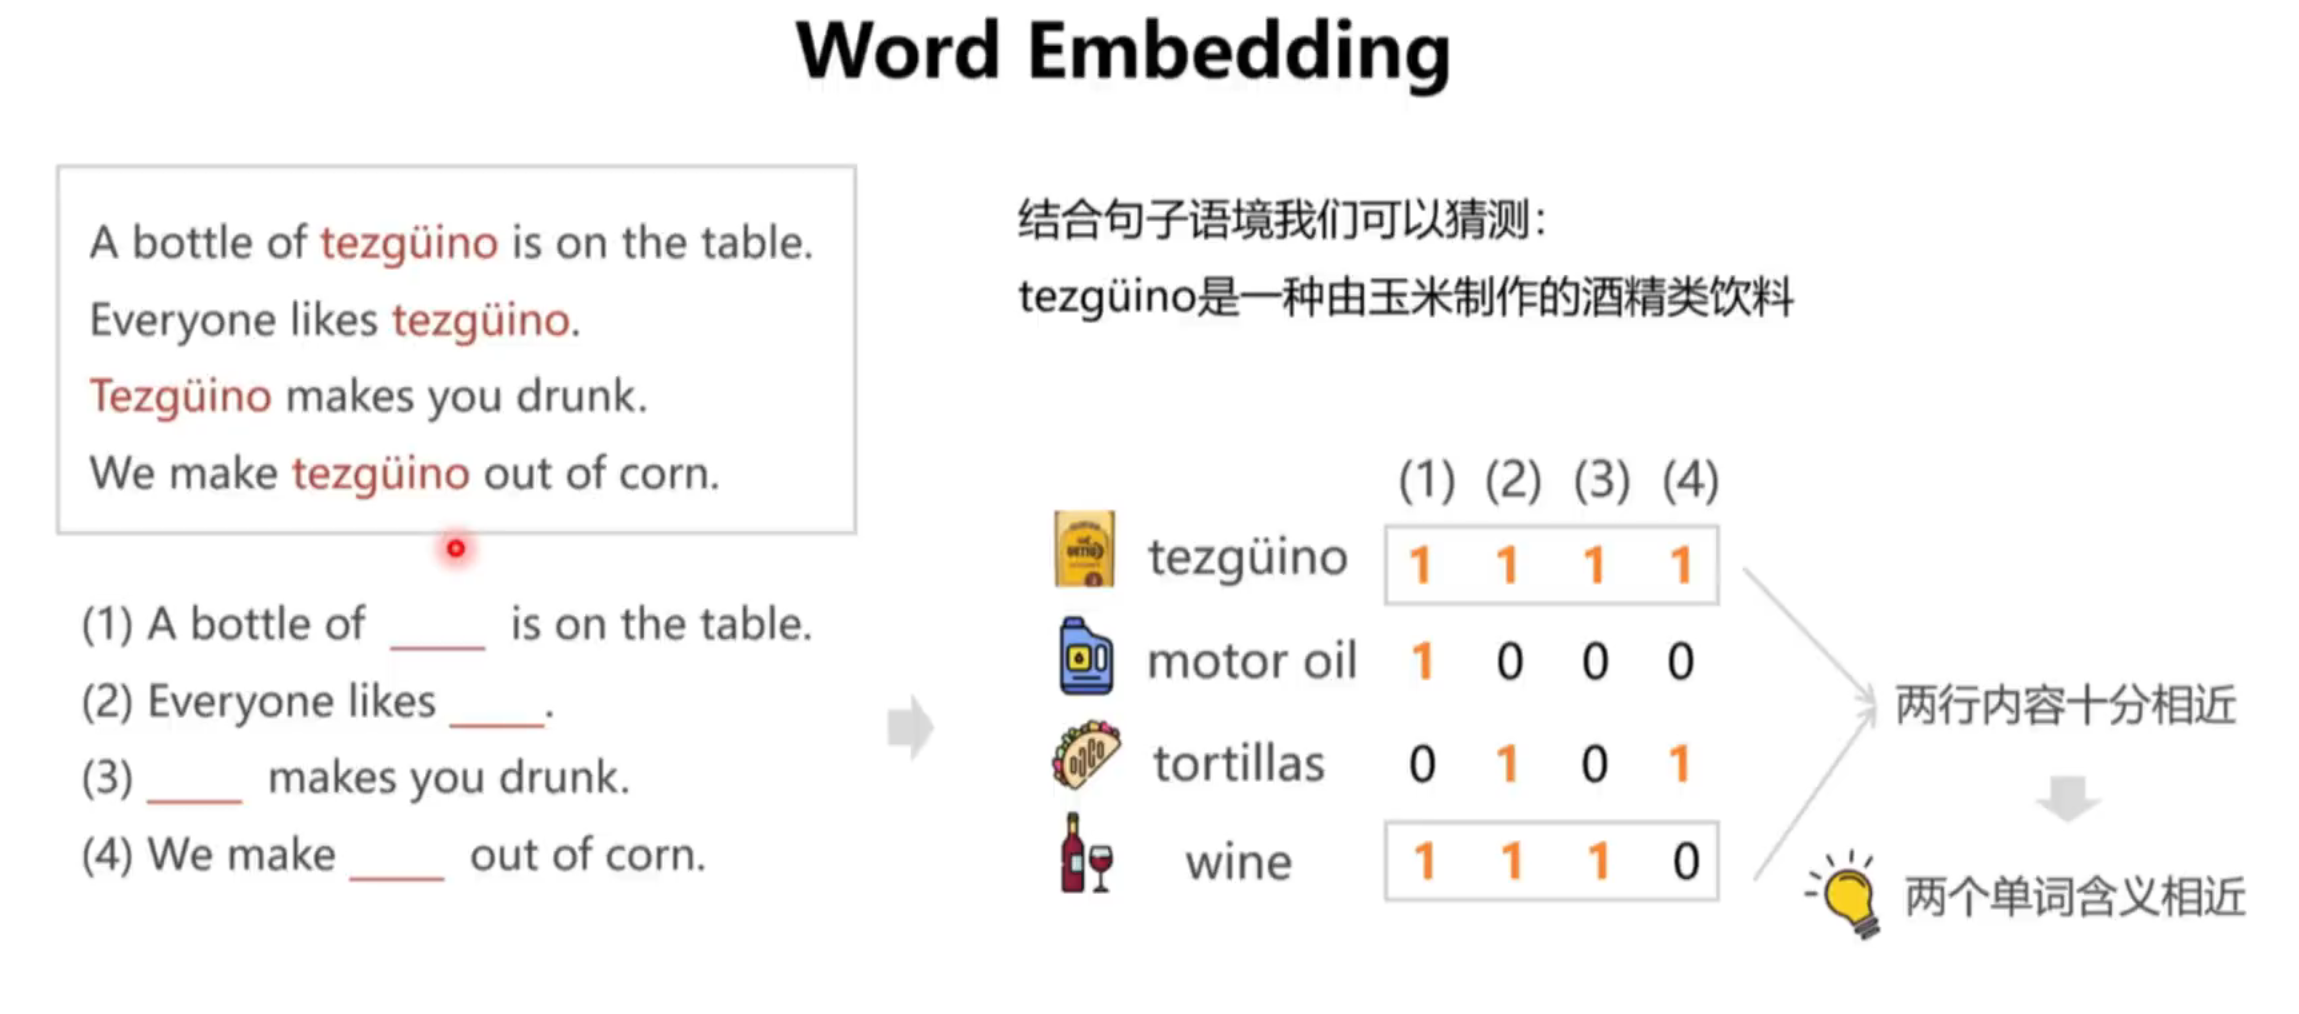 Word Embedding
A bottle of tezgüino is on the table.
Everyone likes tezgüino.
Tezgüino makes you drunk.
We make tezgüino out of corn.
(1) A bottle of ____ is on the table.
(2) Everyone likes ____.
(3) ____ makes you drunk.
(4) We make ____ out of corn.
结合句子语境我们可以猜测：
tezgüino是一种由玉米制作的酒精类饮料
(1) (2) (3) (4)
tezgüino 1 1 1 1
motor oil 1 0 0 0
tortillas 0 1 0 1
wine 1 1 1 0
两行内容十分相近
两个单词含义相近